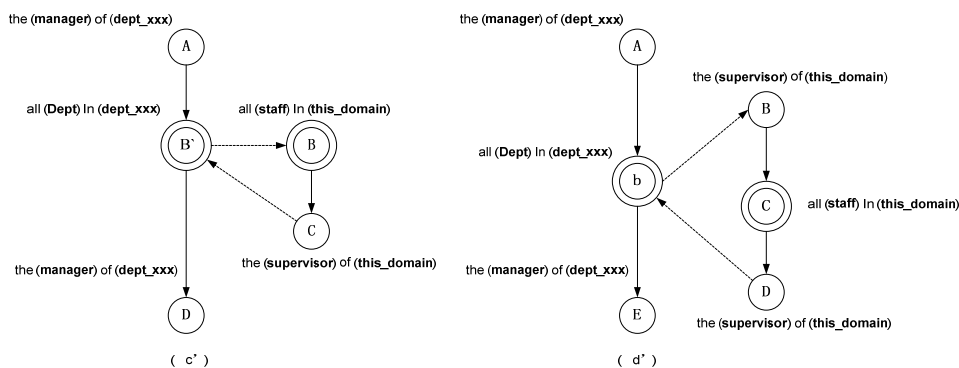 the (manager) of (dept_xxx)
A
all (Dept) In (dept_xxx)
all (staff) In (this_domain)
B`
B
C
the (supervisor) of (this_domain)
the (manager) of (dept_xxx)
D
( c’ )
the (manager) of (dept_xxx)
A
the (supervisor) of (this_domain)
B
all (Dept) In (dept_xxx)
b
C
all (staff) In (this_domain)
the (manager) of (dept_xxx)
D
E
the (supervisor) of (this_domain)
( d’ )